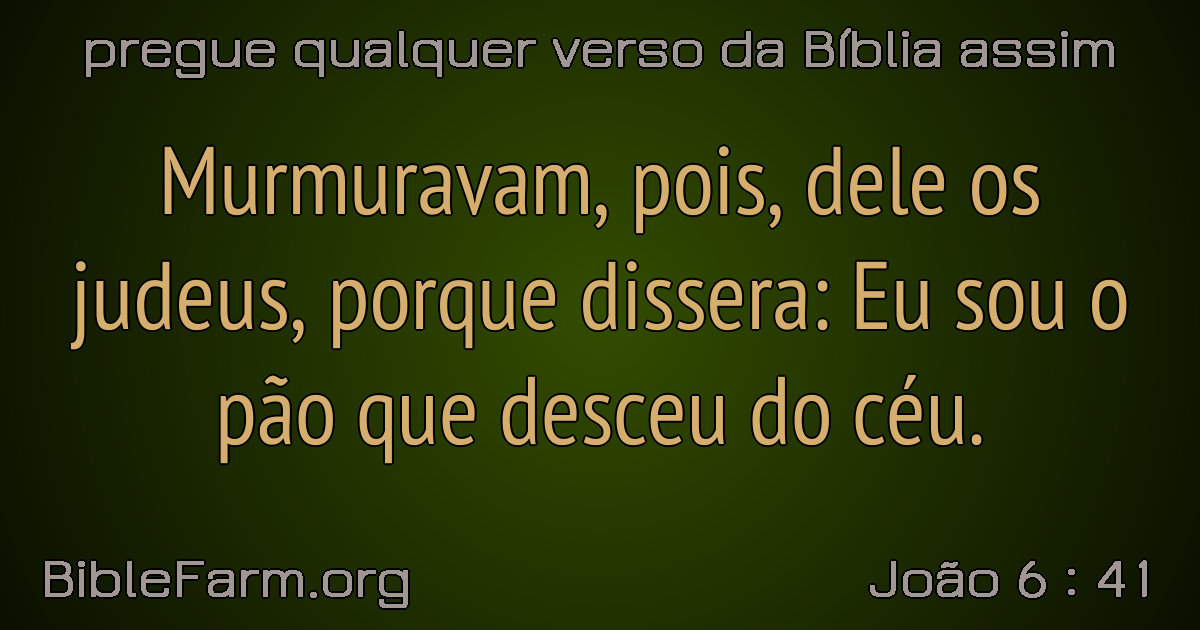 pregue qualquer verso da Bíblia assim
Murmuravam, pois, dele os
judeus, porque dissera: Eu sou o
pão que desceu do céu.
BibleFarm.org
João 6 : 41